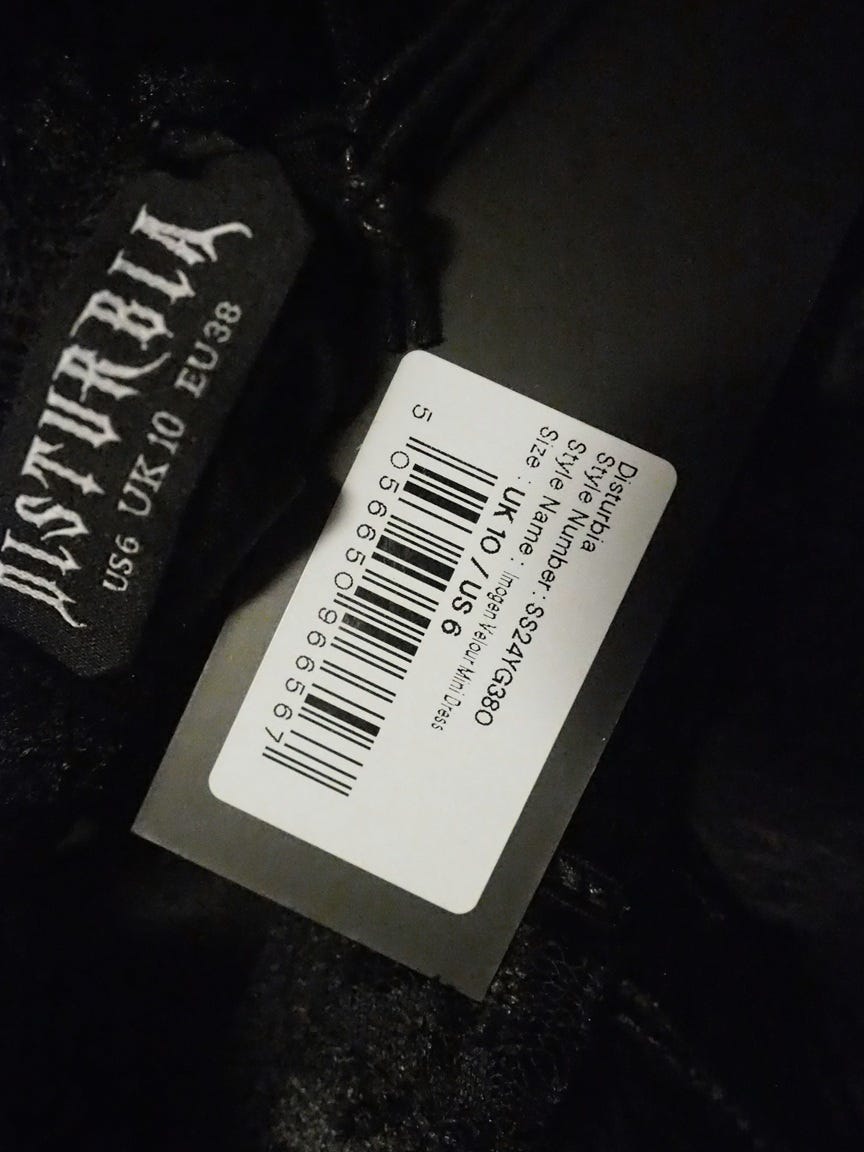 DISTURBIA
US6 UK10 EU38
Disturbia
Style Number: SS24YG380
Style Name : Imogen Velour Mini Dress
Size : UK 10 / US 6
5 056650 966567